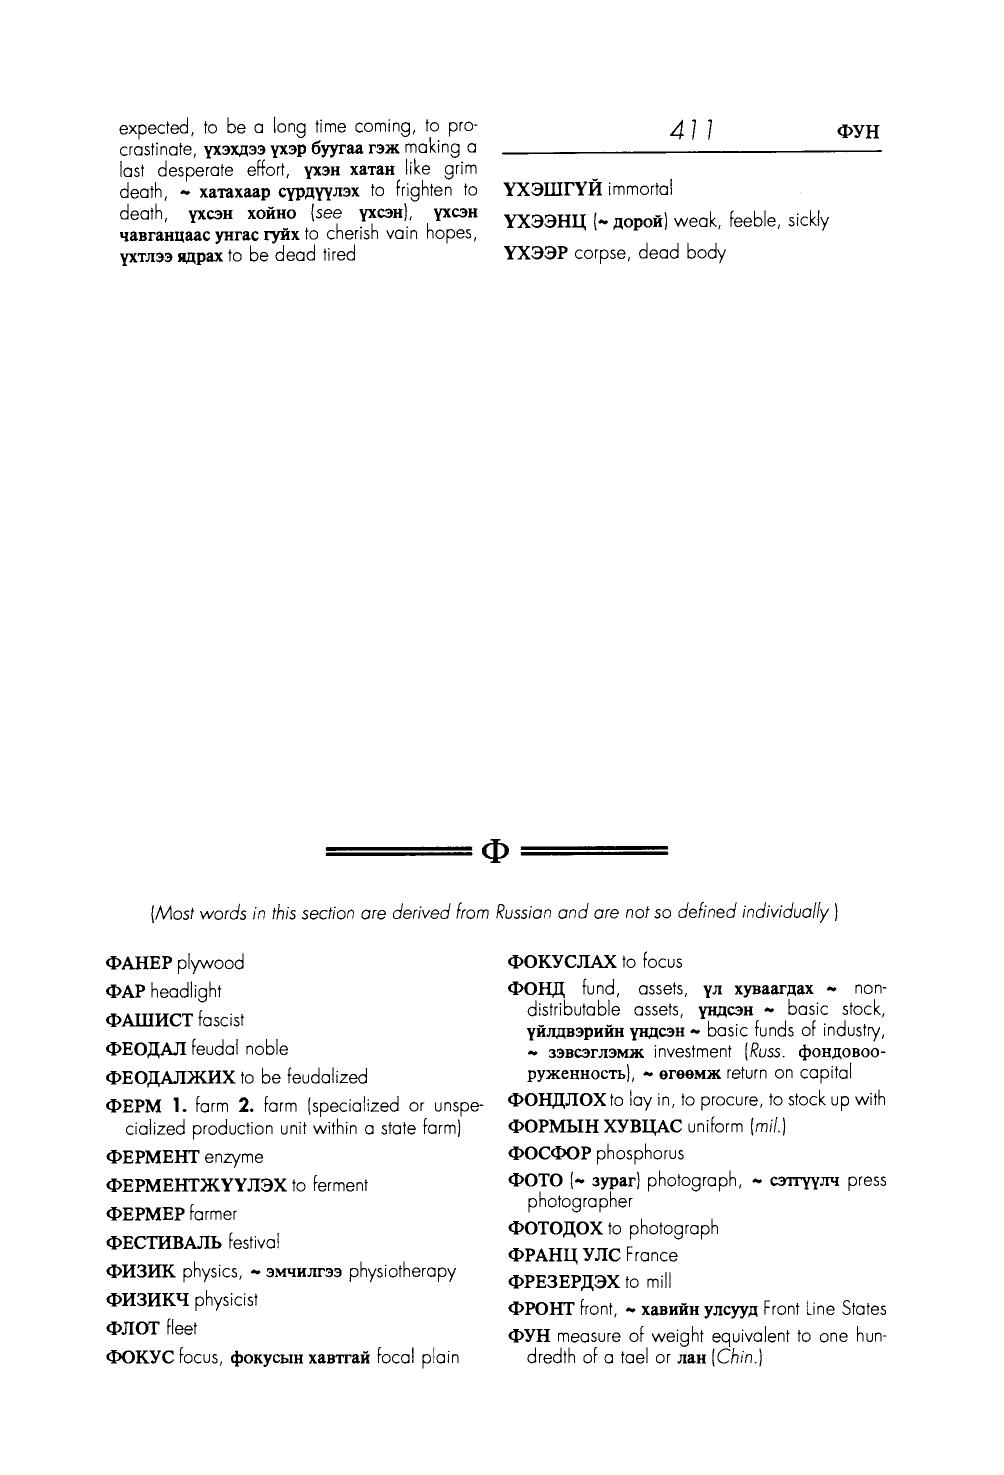 expected, to be a long time coming, to pro-
crastinate, үхэхдээ үхэр буугаа гэж making a
last desperate effort, үхэн хатан like grim
death, ~ хатахаар сүрдүүлэх to frighten to
death, үхсэн хойно (see үхсэн), үхсэн
чавганцаас унгас гуйх to cherish vain hopes,
үхтлээ ядрах to be dead tired
411 ФУН
ҮХЭШГҮЙ immortal
ҮХЭЭНЦ (~ дорой) weak, feeble, sickly
ҮХЭЭР corpse, dead body
Ф
(Most words in this section are derived from Russian and are not so defined individually)
ФАНЕР plywood
ФАР headlight
ФАШИСТ fascist
ФЕОДАЛ feudal noble
ФЕОДАЛЖИХ to be feudalized
ФЕРМ 1. farm 2. farm (specialized or unspe-
cialized production unit within a state farm)
ФЕРМЕНТ enzyme
ФЕРМЕНТЖҮҮЛЭХ to ferment
ФЕРМЕР farmer
ФЕСТИВАЛЬ festival
ФИЗИК physics, ~ эмчилгээ physiotherapy
ФИЗИКЧ physicist
ФЛОТ fleet
ФОКУС focus, фокусын хавтгай focal plain
ФОКУСЛАХ to focus
ФОНД fund, assets, үл хуваагдах ~ non-
distributable assets, үндсэн ~ basic stock,
үйлдвэрийн үндсэн ~ basic funds of industry,
~ зэвсэглэмж investment (Russ. фондовоо-
руженность), ~ өгөөмж return on capital
ФОНДЛОХ to lay in, to procure, to stock up with
ФОРМЫН ХУВЦАС uniform (mil.)
ФОСФОР phosphorus
ФОТО (~ зураг) photograph, ~ сэтгүүлч press
photographer
ФОТОДОХ to photograph
ФРАНЦ УЛС France
ФРЕЗЕРДЭХ to mill
ФРОНТ front, ~ хавийн улсууд Front Line States
ФУН measure of weight equivalent to one hun-
dredth of a tael or лан (Chin.)